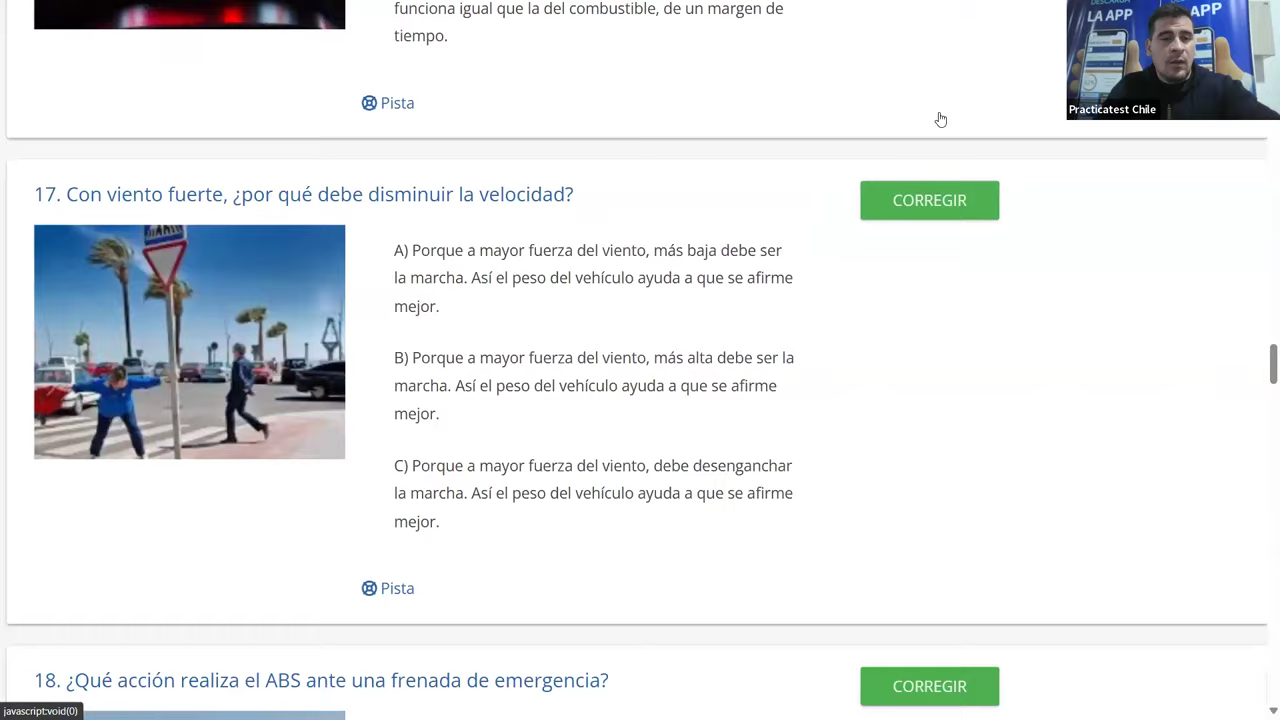 funciona igual que la del combustible, de un margen de
tiempo.
Pista
LA APP
APP
Practicatest Chile
17. Con viento fuerte, ¿por qué debe disminuir la velocidad?
CORREGIR
A) Porque a mayor fuerza del viento, más baja debe ser
la marcha. Así el peso del vehículo ayuda a que se afirme
mejor.
B) Porque a mayor fuerza del viento, más alta debe ser la
marcha. Así el peso del vehículo ayuda a que se afirme
mejor.
C) Porque a mayor fuerza del viento, debe desenganchar
la marcha. Así el peso del vehículo ayuda a que se afirme
mejor.
Pista
18. ¿Qué acción realiza el ABS ante una frenada de emergencia?
CORREGIR
javascript:void(0)